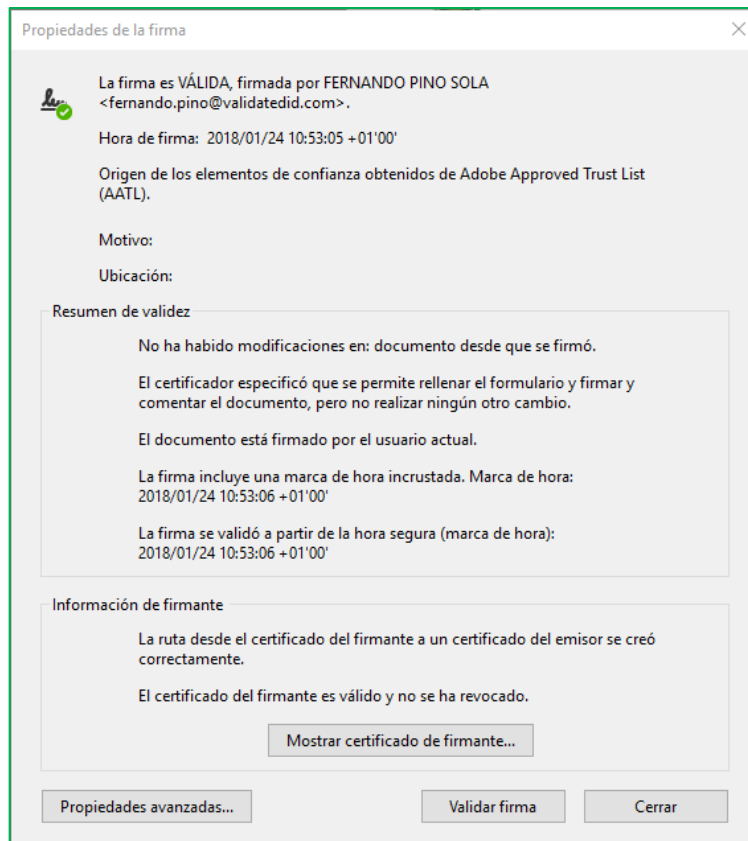 Propiedades de la firma
La firma es VÁLIDA, firmada por FERNANDO PINO SOLA
<fernando.pino@validatedid.com>.
Hora de firma: 2018/01/24 10:53:05 +01'00'
Origen de los elementos de confianza obtenidos de Adobe Approved Trust List
(AATL).
Motivo:
Ubicación:
Resumen de validez
No ha habido modificaciones en: documento desde que se firmó.
El certificador especificó que se permite rellenar el formulario y firmar y
comentar el documento, pero no realizar ningún otro cambio.
El documento está firmado por el usuario actual.
La firma incluye una marca de hora incrustada. Marca de hora:
2018/01/24 10:53:06 +01'00'
La firma se validó a partir de la hora segura (marca de hora):
2018/01/24 10:53:06 +01'00'
Información de firmante
La ruta desde el certificado del firmante a un certificado del emisor se creó
correctamente.
El certificado del firmante es válido y no se ha revocado.
Mostrar certificado de firmante...
Propiedades avanzadas...
Validar firma
Cerrar